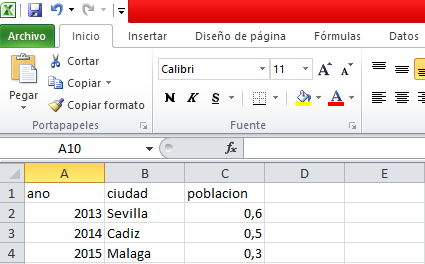 Archivo Inicio Insertar Diseño de página Fórmulas Datos
Cortar
Calibri 11 A A
Copiar
Pegar
Copiar formato
N K S A
Portapapeles Fuente
A10 fx
A B C D E
1 ano ciudad poblacion
2 2013 Sevilla 0,6
3 2014 Cadiz 0,5
4 2015 Malaga 0,3